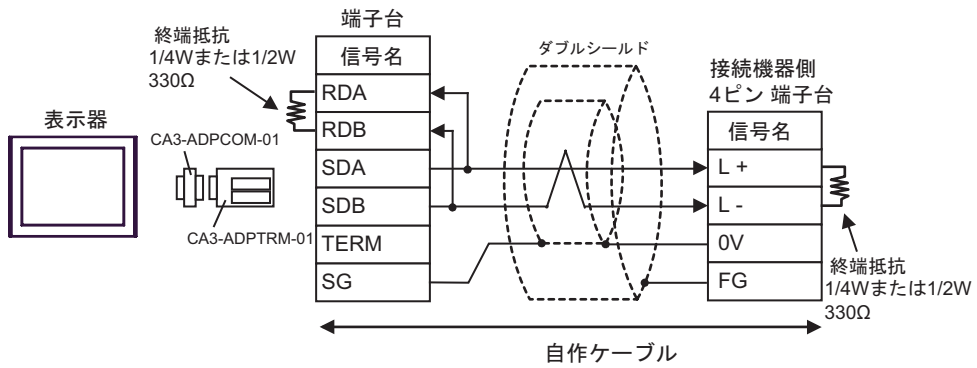 端子台
終端抵抗
1/4Wまたは1/2W
330Ω
信号名
RDA
RDB
SDA
SDB
TERM
SG
表示器
CA3-ADPCOM-01
CA3-ADPTRM-01
ダブルシールド
接続機器側
4ピン 端子台
信号名
L +
L -
0V
FG
終端抵抗
1/4Wまたは1/2W
330Ω
自作ケーブル